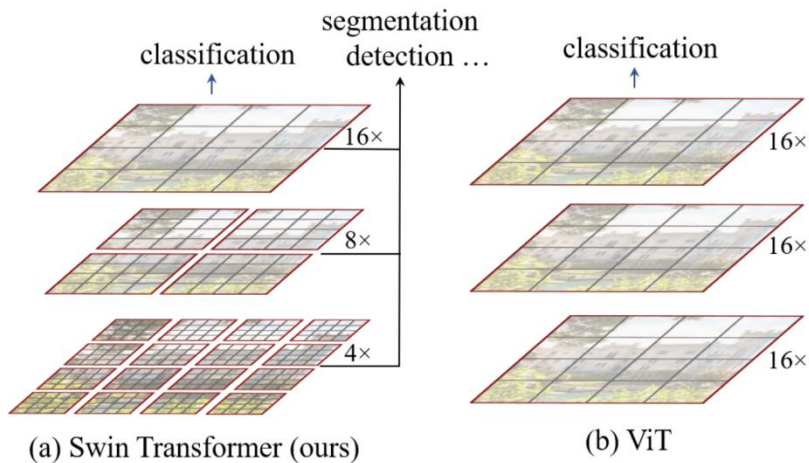 segmentation
classification
detection ...
classification
16×
16×
8×
16×
4×
16×
(a) Swin Transformer (ours)
(b) ViT